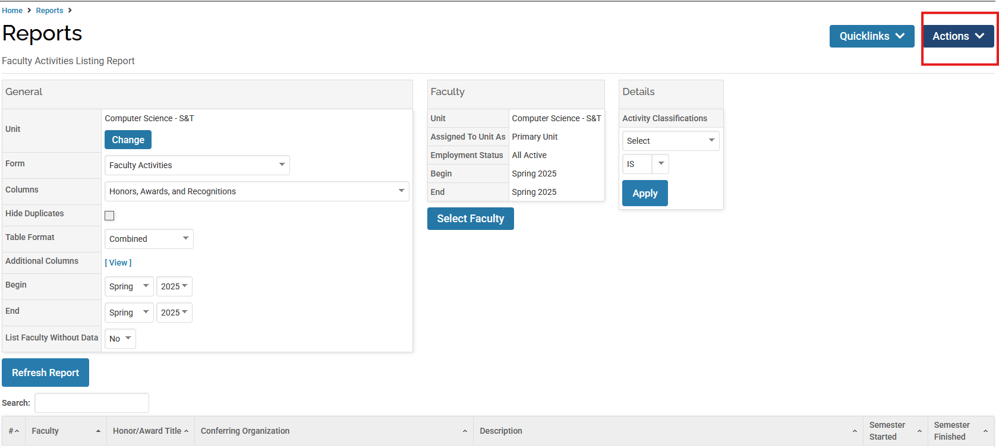 Home Reports
Reports
Quicklinks Actions
Faculty Activities Listing Report
General
Unit Computer Science - S&T
Change
Form Faculty Activities
Columns Honors, Awards, and Recognitions
Hide Duplicates
Table Format Combined
Additional Columns [ View ]
Begin Spring 2025
End Spring 2025
List Faculty Without Data No
Refresh Report
Faculty
Unit Computer Science - S&T
Assigned To Unit As Primary Unit
Employment Status All Active
Begin Spring 2025
End Spring 2025
Select Faculty
Details
Activity Classifications
Select
IS
Apply
Search:
# Faculty Honor/Award Title Conferring Organization Description Semester Started Semester Finished